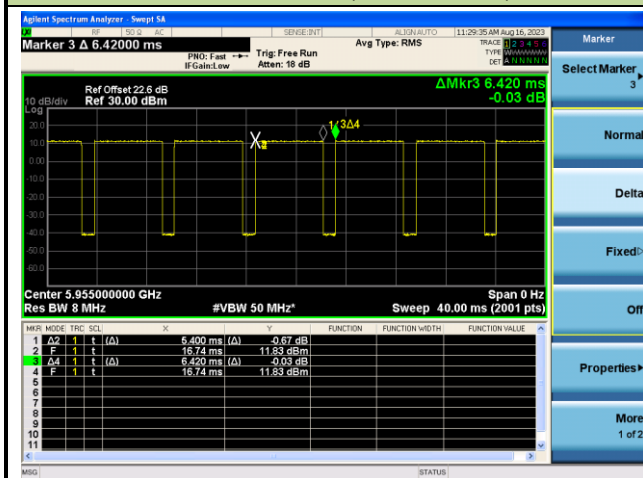 Agilent Spectrum Analyzer - Swept SA
RF 50 Ω AC SENSE:INT ALIGN AUTO 11:29:35 AM Aug 16, 2023
Marker 3 Δ 6.42000 ms
PNO: Fast
IFGain:Low
Trig: Free Run
Atten: 18 dB
Avg Type: RMS
TRACE 1 2 3 4 5 6
TYPE WWWWWW
DET A N N N N N
Marker
Select Marker
3
Normal
Delta
Fixed
Off
Properties
More
1 of 2
ΔMkr3 6.420 ms
-0.03 dB
Ref Offset 22.6 dB
10 dB/div Ref 30.00 dBm
Log
20.0
10.0
0.00
-10.0
-20.0
-30.0
-40.0
-50.0
-60.0
3Δ4
Center 5.955000000 GHz Span 0 Hz
Res BW 8 MHz #VBW 50 MHz* Sweep 40.00 ms (2001 pts)
MKR MODE TRC SCL X Y FUNCTION FUNCTION WIDTH FUNCTION VALUE
1 Δ2 1 t (Δ) 5.400 ms (Δ) -0.67 dB
2 F 1 t 16.74 ms 11.83 dBm
3 Δ4 1 t (Δ) 6.420 ms (Δ) -0.03 dB
4 F 1 t 16.74 ms 11.83 dBm
5
6
7
8
9
10
11
MSG STATUS